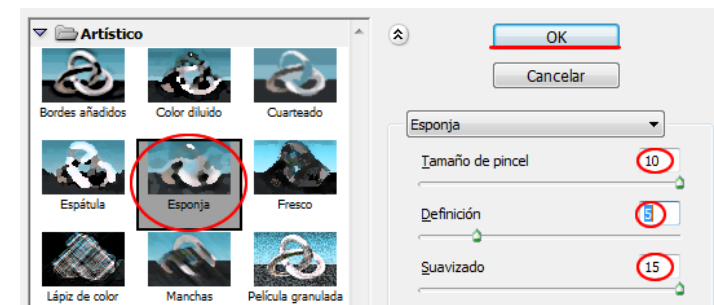 Artístico
Bordes añadidos
Color diluido
Cuarteado
Espátula
Esponja
Fresco
Lápiz de color
Manchas
Película granulada
OK
Cancelar
Esponja
Tamaño de pincel 10
Definición 5
Suavizado 15